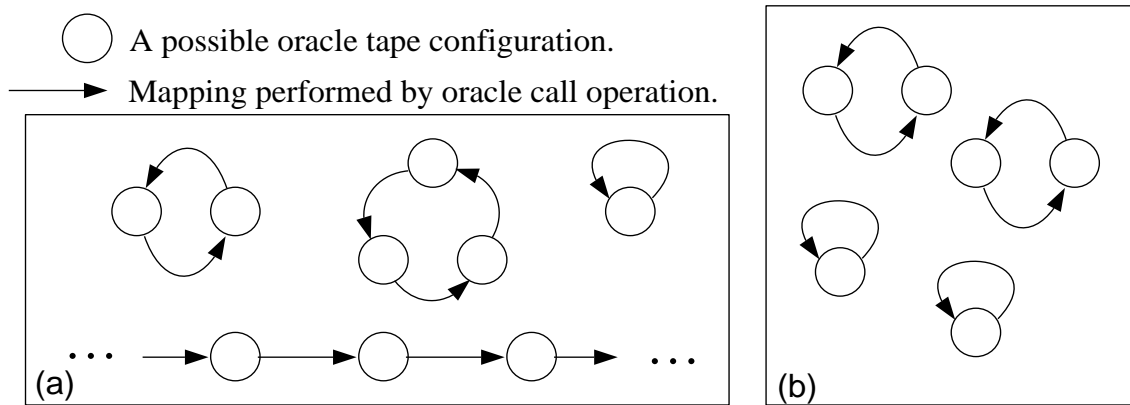 A possible oracle tape configuration.
Mapping performed by oracle call operation.
... ...
(a)
(b)